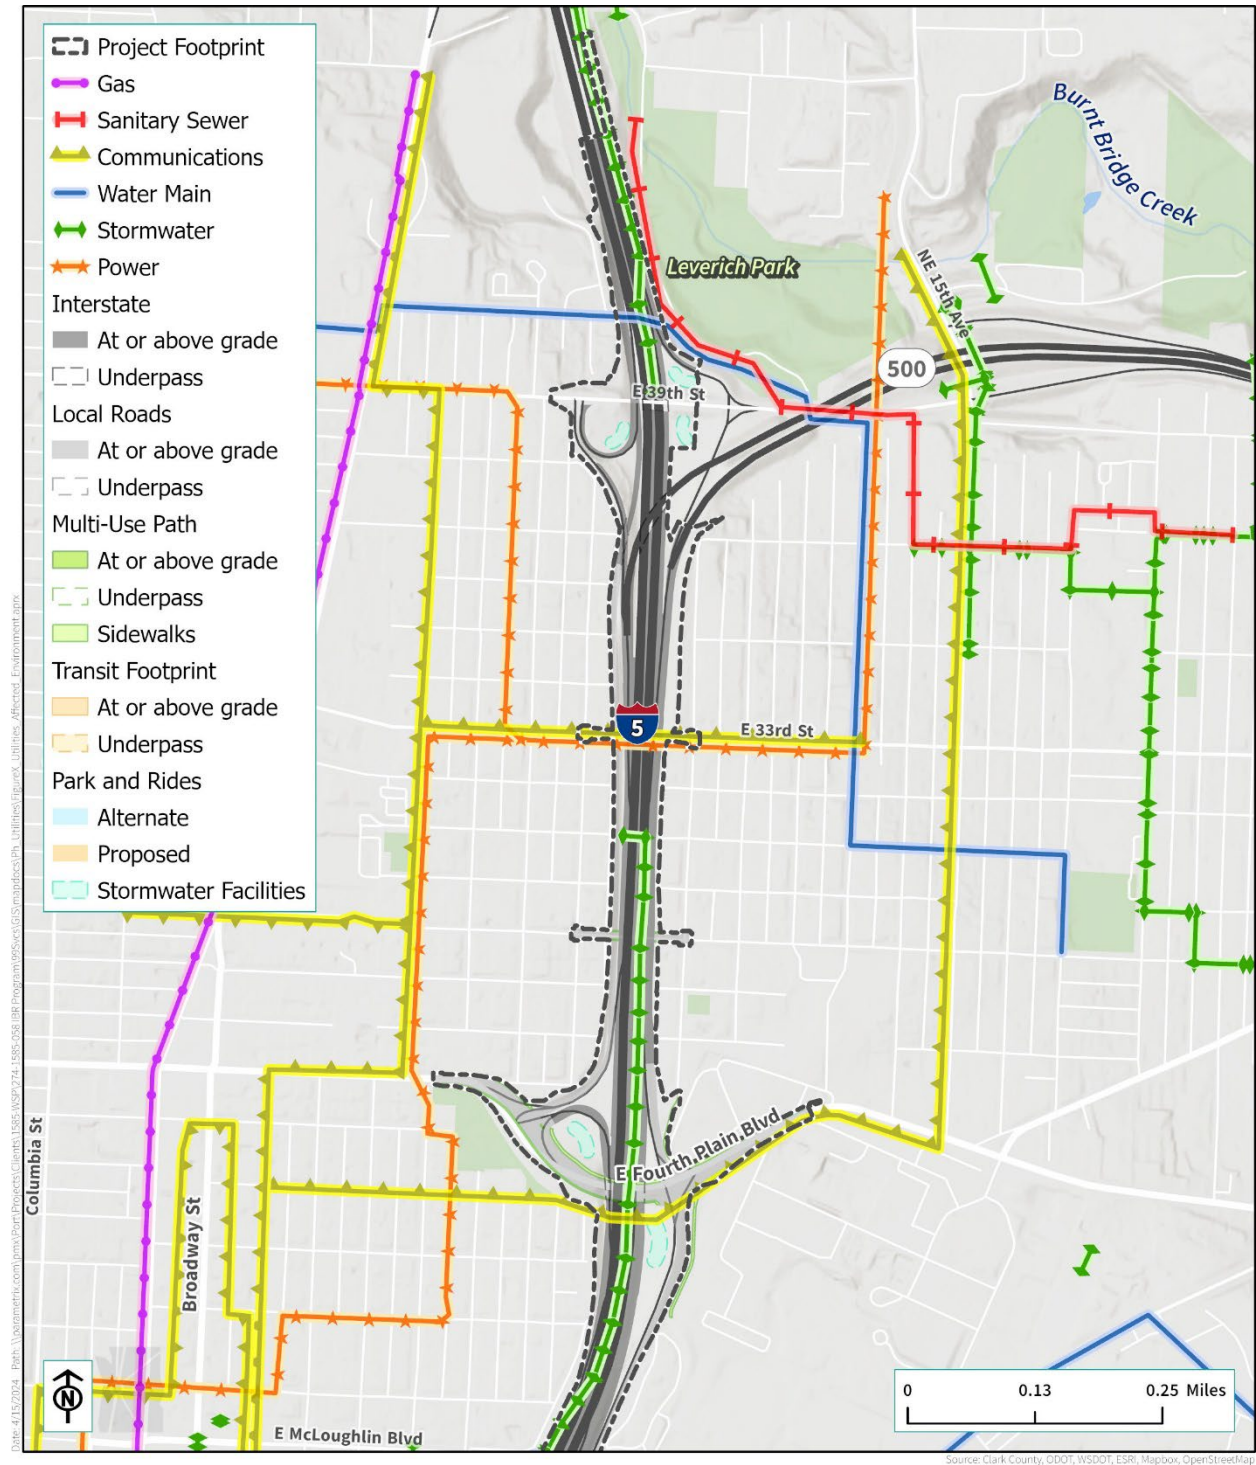 Project Footprint
Gas
Sanitary Sewer
Communications
Water Main
Stormwater
Power
Interstate
At or above grade
Underpass
Local Roads
At or above grade
Underpass
Multi-Use Path
At or above grade
Underpass
Sidewalks
Transit Footprint
At or above grade
Underpass
Park and Rides
Alternate
Proposed
Stormwater Facilities
Burnt Bridge Creek
Leverich Park
NE 15th Ave
500
E 39th St
5
E 33rd St
E Fourth Plain Blvd
Columbia St
Broadway St
E McLoughlin Blvd
N
0 0.13 0.25 Miles
Source: Clark County, ODOT, WSDOT, ESRI, Mapbox, OpenStreetMap
Date: 4/15/2024